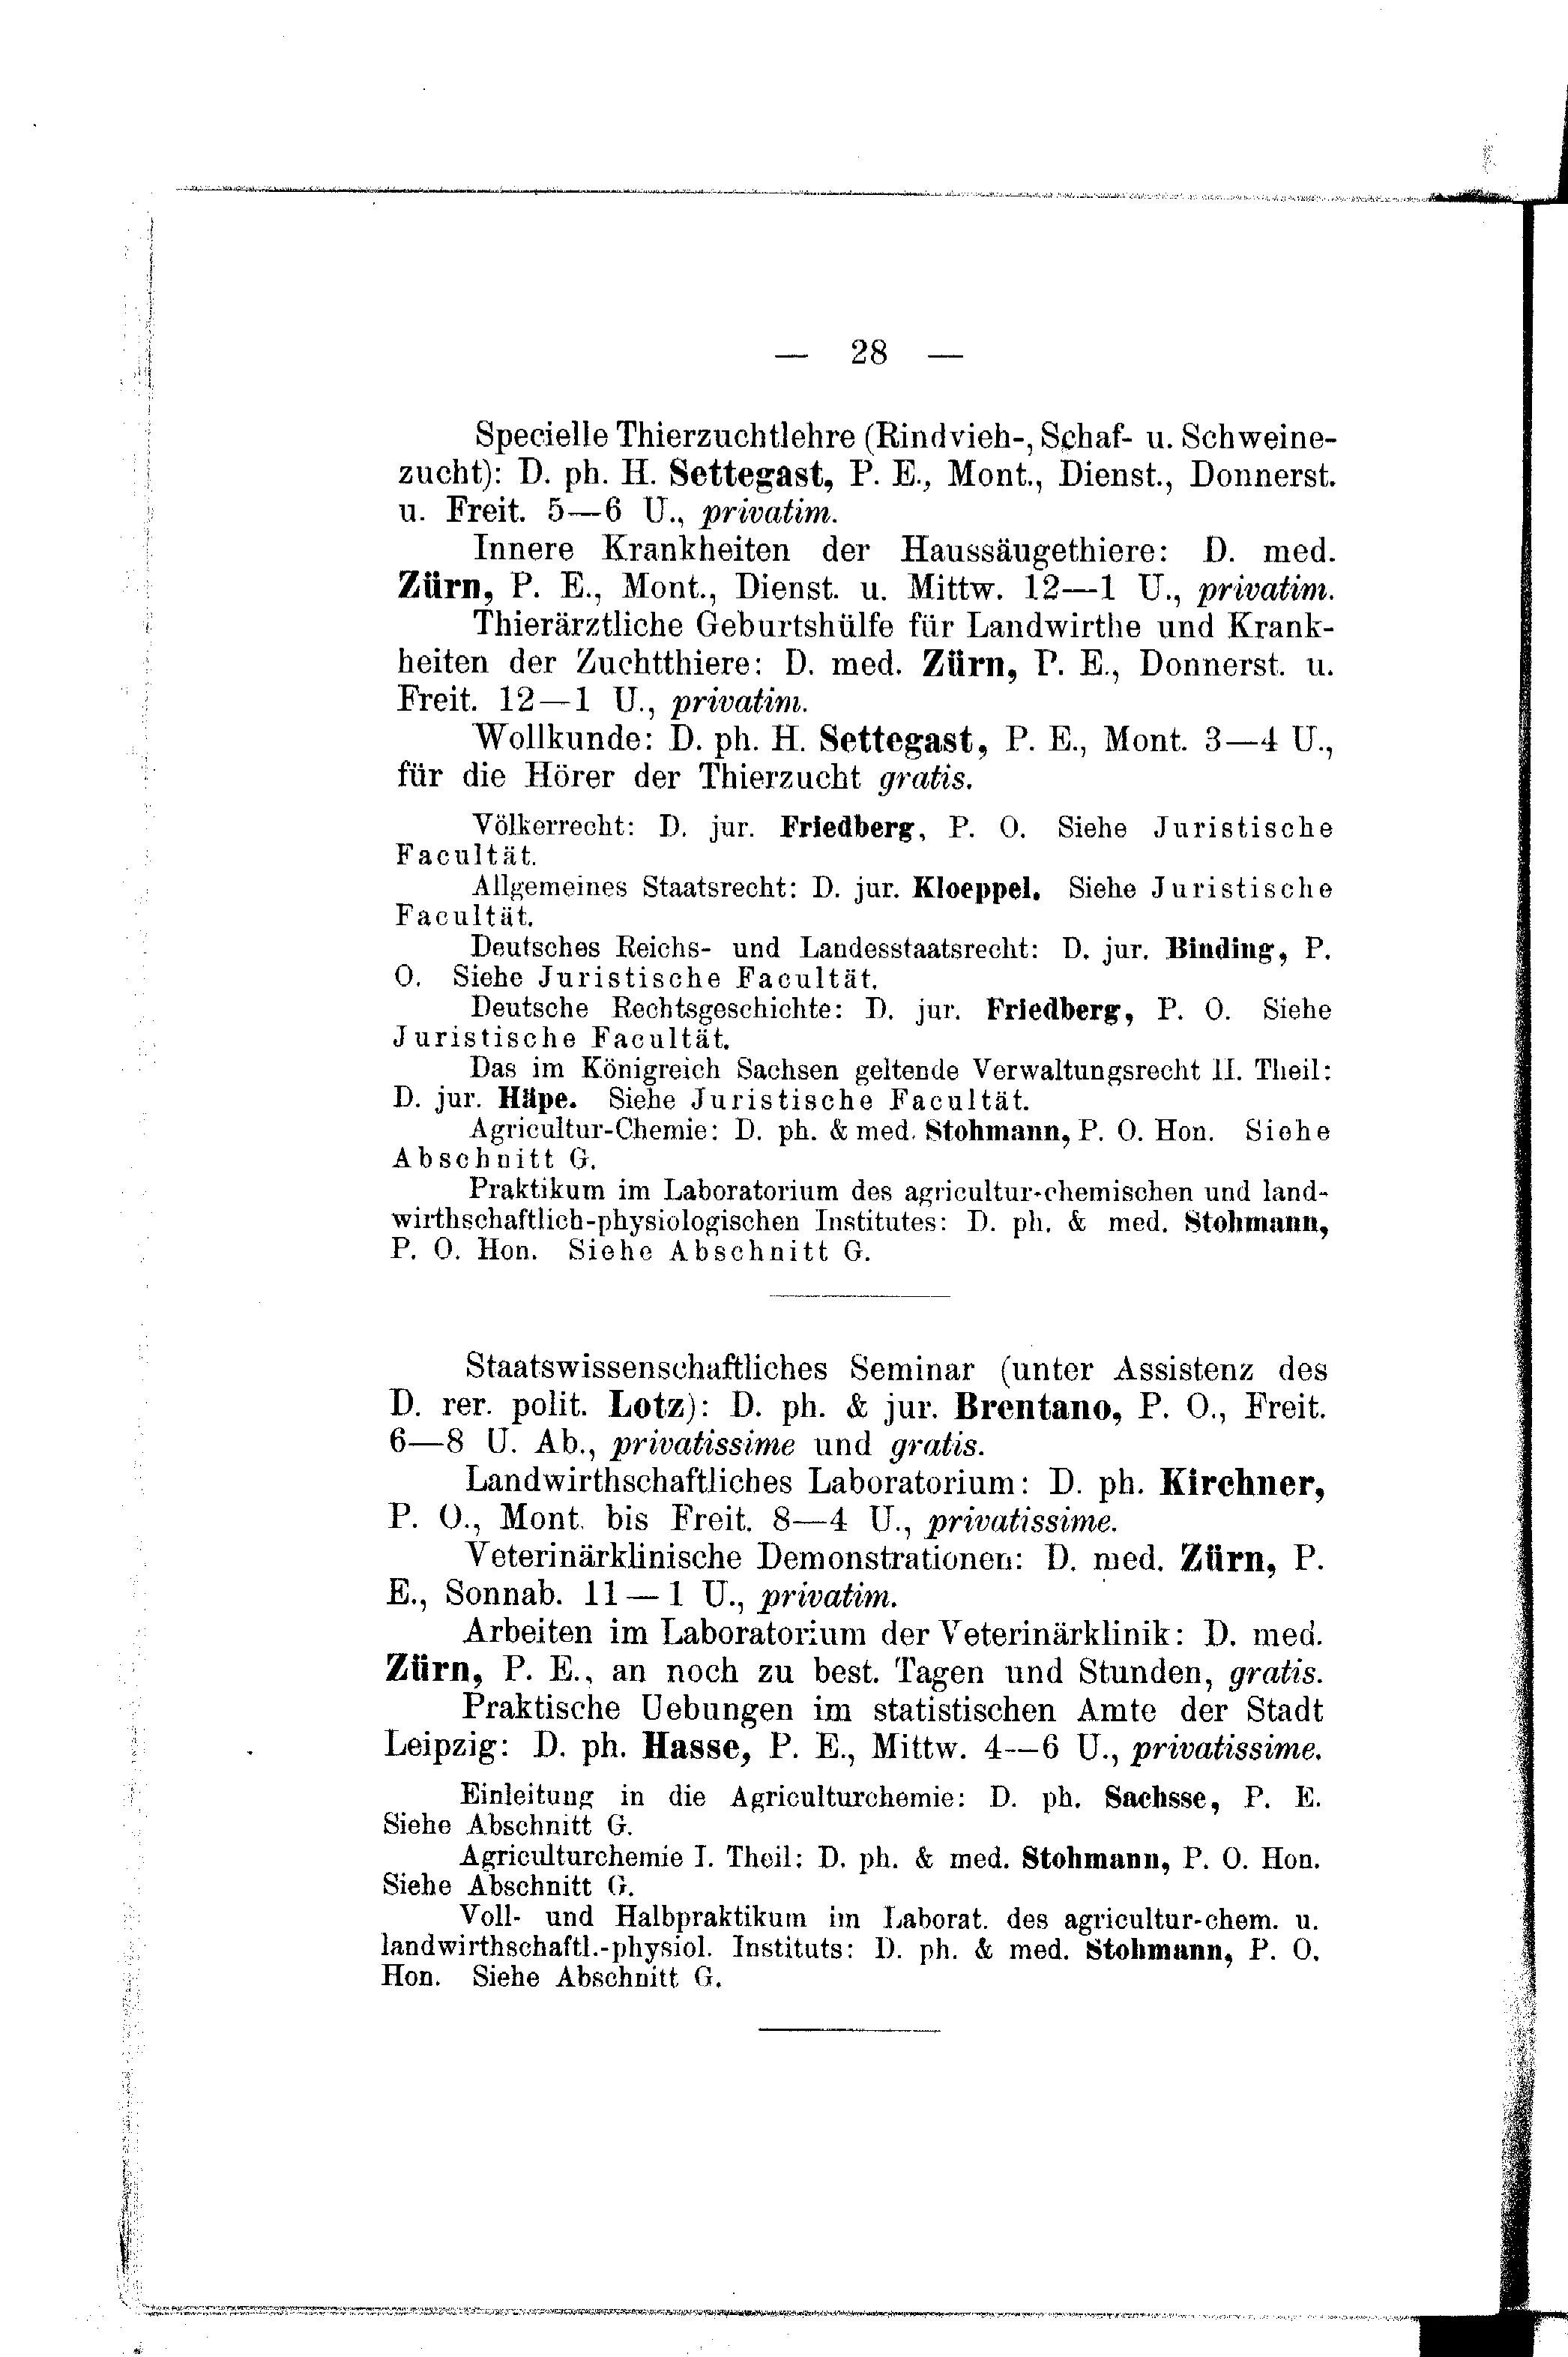 — 28 —
Specielle Thierzuchtlehre (Rindvieh-, Schaf- u. Schweine-
zucht): D. ph. H. Settegast, P. E., Mont., Dienst., Donnerst.
u. Freit. 5—6 U., privatim.
Innere Krankheiten der Haussäugethiere: D. med.
Zürn, P. E., Mont., Dienst. u. Mittw. 12—1 U., privatim.
Thierärztliche Geburtshülfe für Landwirthe und Krank-
heiten der Zuchtthiere: D. med. Zürn, P. E., Donnerst. u.
Freit. 12—1 U., privatim.
Wollkunde: D. ph. H. Settegast, P. E., Mont. 3—4 U.,
für die Hörer der Thierzucht gratis.
Völkerrecht: D. jur. Friedberg, P. O. Siehe Juristische
Facultät.
Allgemeines Staatsrecht: D. jur. Kloeppel. Siehe Juristische
Facultät.
Deutsches Reichs- und Landesstaatsrecht: D. jur. Binding, P.
O. Siehe Juristische Facultät.
Deutsche Rechtsgeschichte: D. jur. Friedberg, P. O. Siehe
Juristische Facultät.
Das im Königreich Sachsen geltende Verwaltungsrecht II. Theil:
D. jur. Häpe. Siehe Juristische Facultät.
Agricultur-Chemie: D. ph. & med. Stohmann, P. O. Hon. Siehe
Abschnitt G.
Praktikum im Laboratorium des agricultur-chemischen und land-
wirthschaftlich-physiologischen Institutes: D. ph. & med. Stohmann,
P. O. Hon. Siehe Abschnitt G.
Staatswissenschaftliches Seminar (unter Assistenz des
D. rer. polit. Lotz): D. ph. & jur. Brentano, P. O., Freit.
6—8 U. Ab., privatissime und gratis.
Landwirthschaftliches Laboratorium: D. ph. Kirchner,
P. O., Mont. bis Freit. 8—4 U., privatissime.
Veterinärklinische Demonstrationen: D. med. Zürn, P.
E., Sonnab. 11—1 U., privatim.
Arbeiten im Laboratorium der Veterinärklinik: D. med.
Zürn, P. E., an noch zu best. Tagen und Stunden, gratis.
Praktische Uebungen im statistischen Amte der Stadt
Leipzig: D. ph. Hasse, P. E., Mittw. 4—6 U., privatissime.
Einleitung in die Agriculturchemie: D. ph. Sachsse, P. E.
Siehe Abschnitt G.
Agriculturchemie I. Theil: D. ph. & med. Stohmann, P. O. Hon.
Siehe Abschnitt G.
Voll- und Halbpraktikum im Laborat. des agricultur-chem. u.
landwirthschaftl.-physiol. Instituts: D. ph. & med. Stohmann, P. O.
Hon. Siehe Abschnitt G.